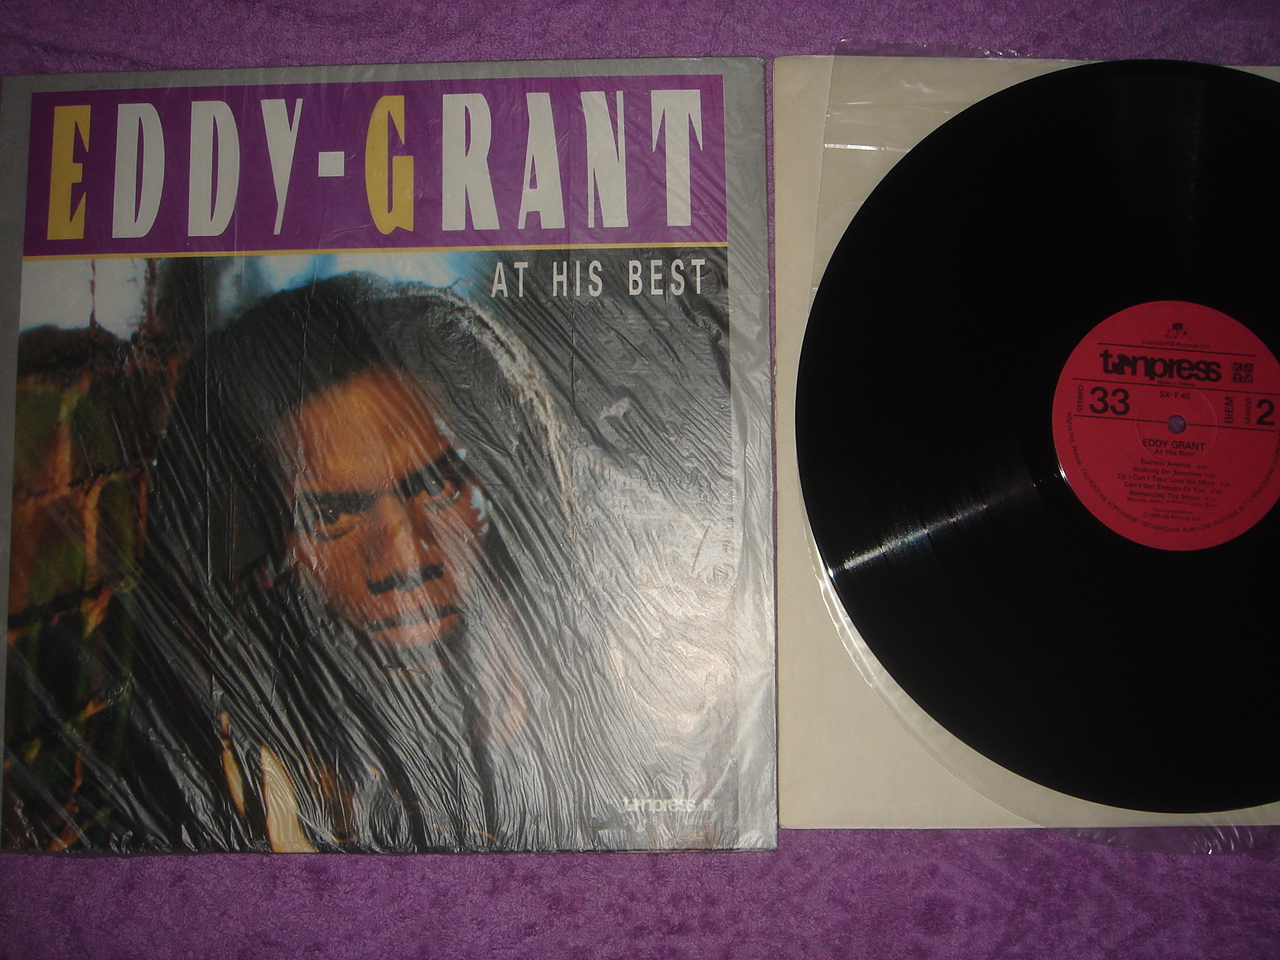 EDDY-GRANT
AT HIS BEST
tonpress
tonpress
STEREO
33
SX-T 45
BIEM
strona 2
EDDY GRANT
At His Best
Electric Avenue
Walking On Sunshine
Till I Can't Take Love No More
Can't Get Enough Of You
Romancing The Stone